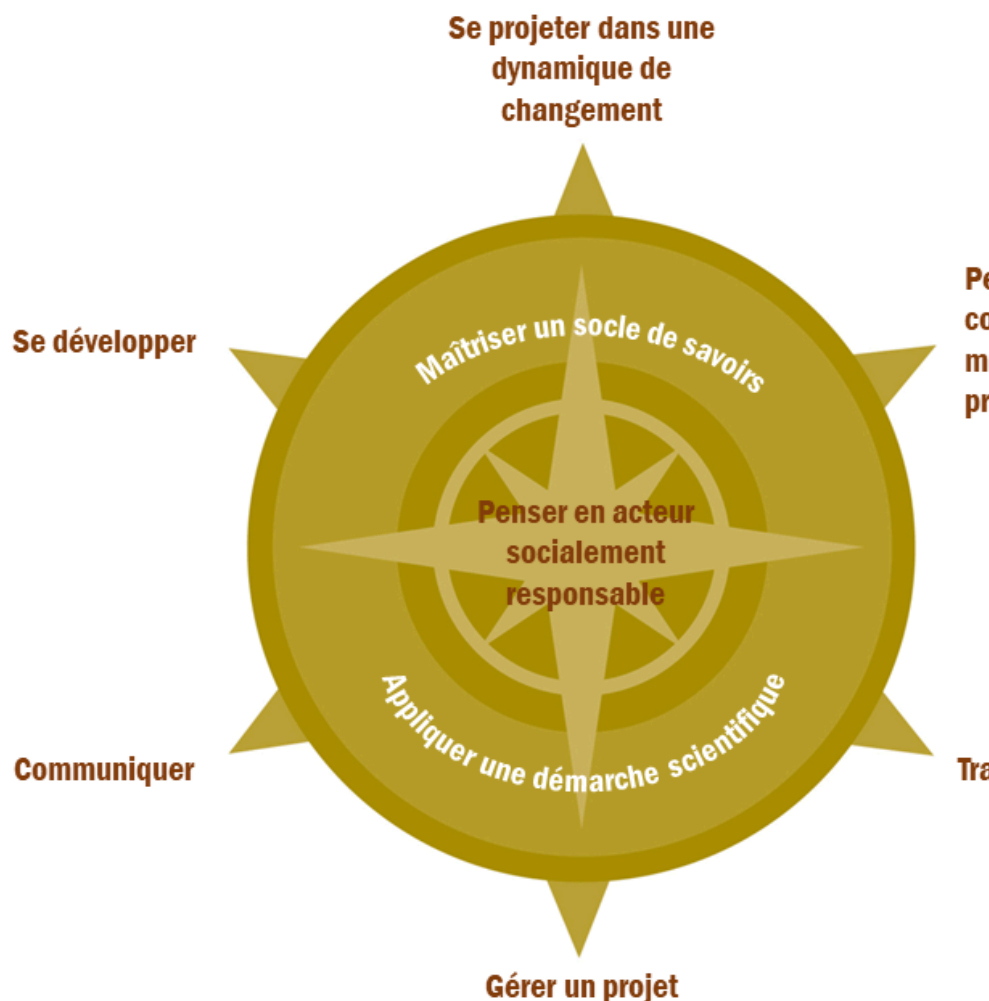 Se projeter dans une
dynamique de
changement
Se développer
Maîtriser un socle de savoirs
Penser en acteur
socialement
responsable
Appliquer une démarche scientifique
Communiquer
Gérer un projet